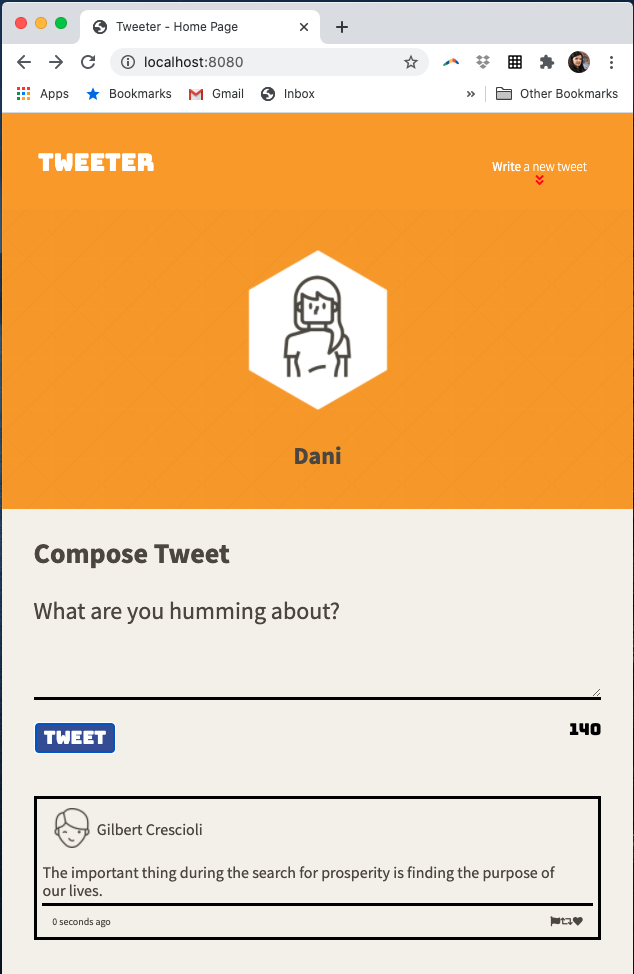 Tweeter - Home Page
localhost:8080
Apps Bookmarks Gmail Inbox » Other Bookmarks
TWEETER
Write a new tweet
Dani
Compose Tweet
What are you humming about?
TWEET
140
Gilbert Crescioli
The important thing during the search for prosperity is finding the purpose of
our lives.
0 seconds ago